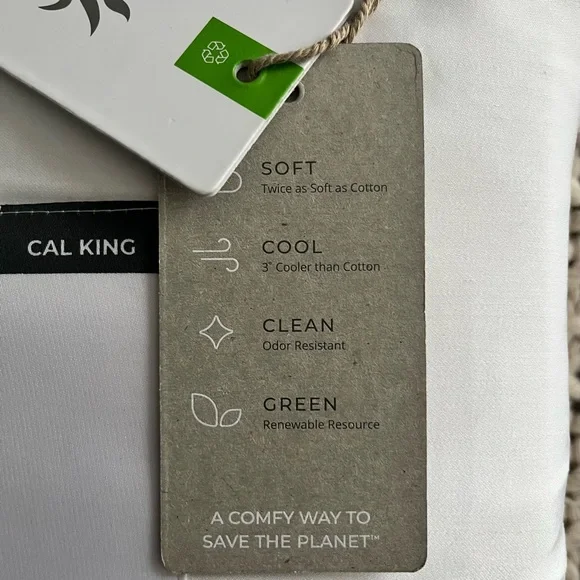 SOFT
Twice as Soft as Cotton
CAL KING
COOL
3° Cooler than Cotton
CLEAN
Odor Resistant
GREEN
Renewable Resource
A COMFY WAY TO
SAVE THE PLANET™